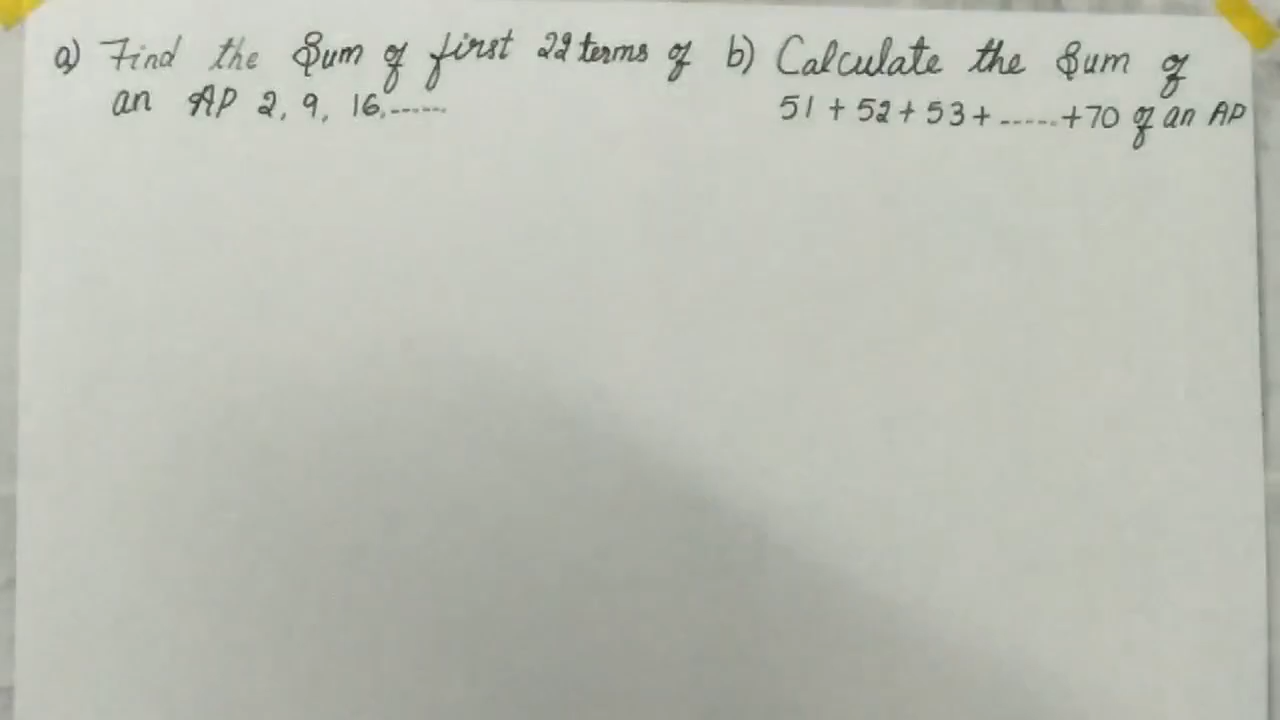 a) Find the Sum of first 22 terms of
an AP 2, 9, 16,......
b) Calculate the Sum of
51 + 52 + 53 + ...... +70 of an AP